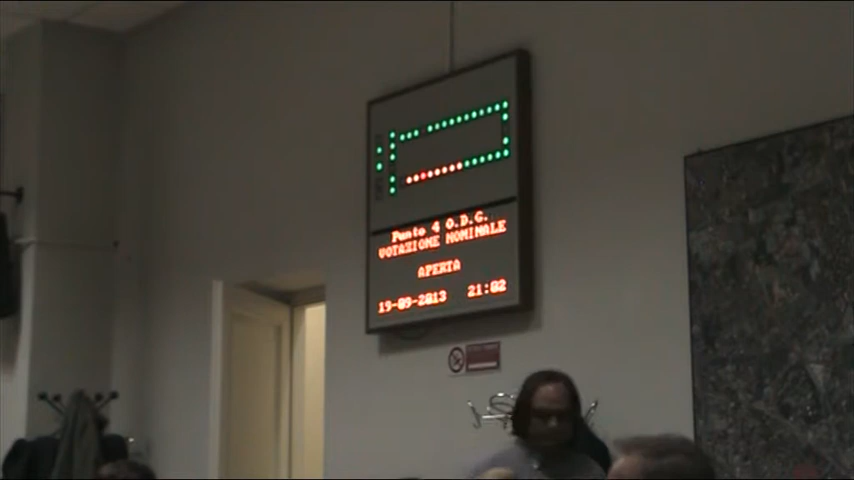 Punto 4 O.D.G.
VOTAZIONE NOMINALE
APERTA
19-09-2013 21:02